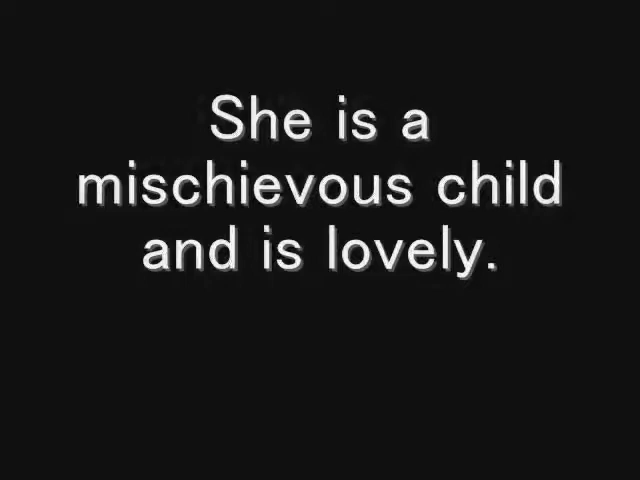 She is a
mischievous child
and is lovely.